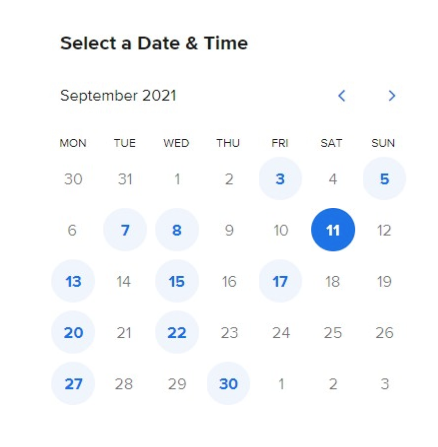 Select a Date & Time
September 2021
MON TUE WED THU FRI SAT SUN
30 31 1 2 3 4 5
6 7 8 9 10 11 12
13 14 15 16 17 18 19
20 21 22 23 24 25 26
27 28 29 30 1 2 3